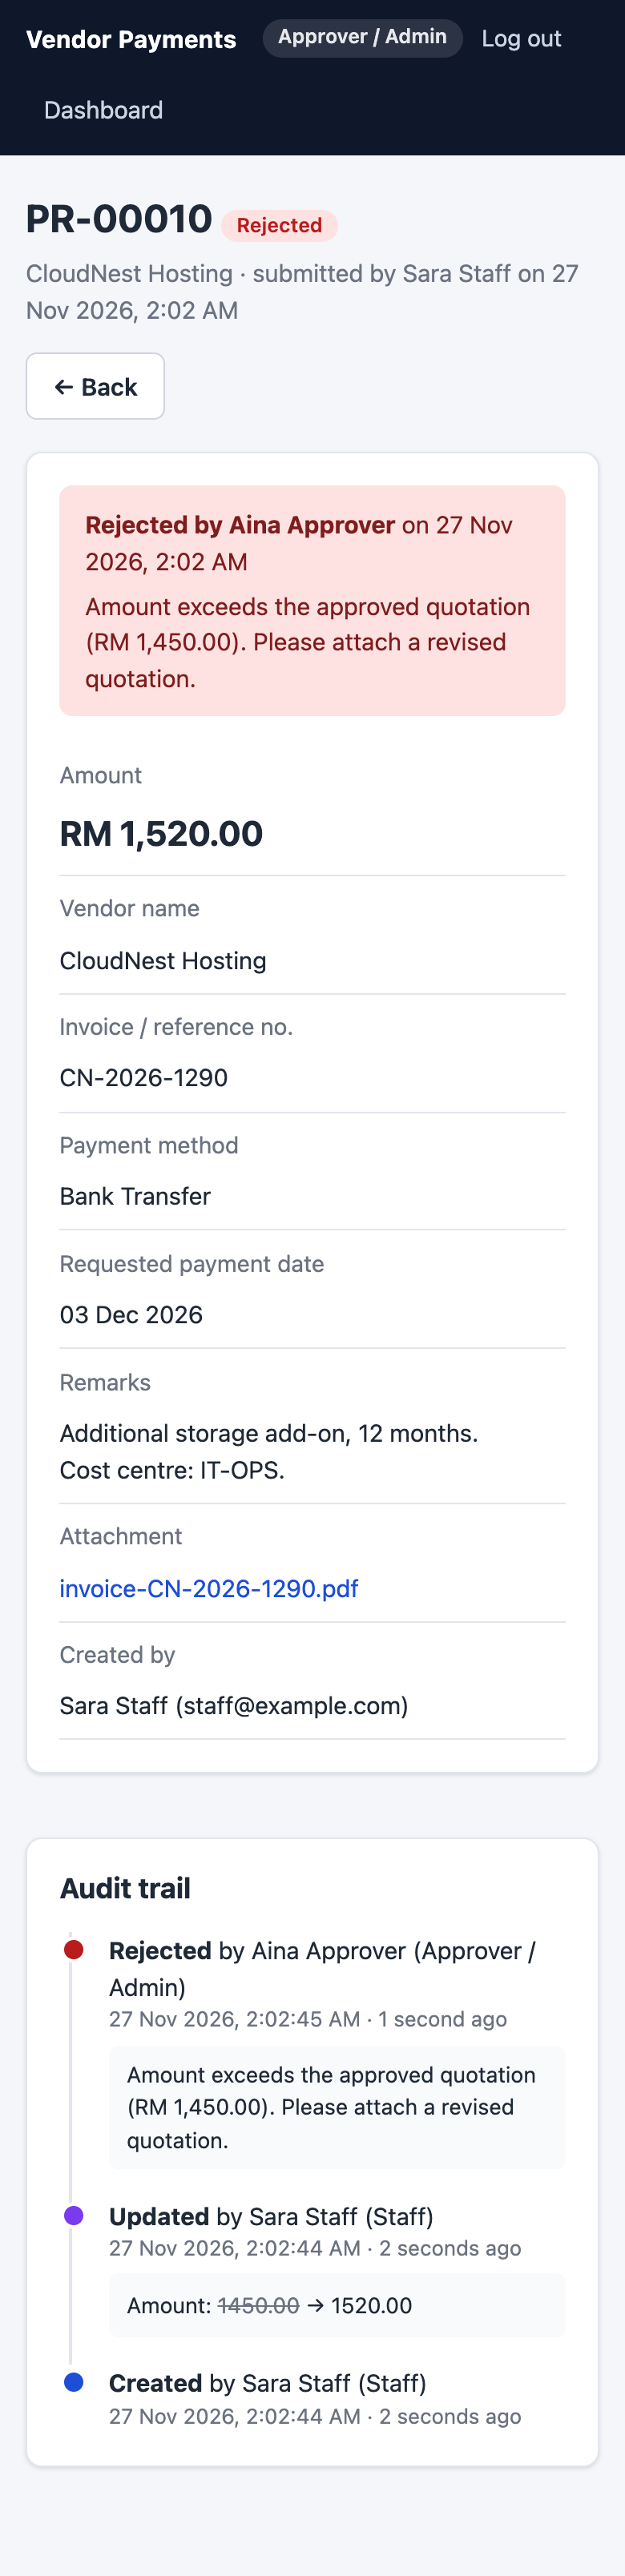 Vendor Payments
Approver / Admin
Log out
Dashboard
PR-00010 Rejected
CloudNest Hosting · submitted by Sara Staff on 27
Nov 2026, 2:02 AM
← Back
Rejected by Aina Approver on 27 Nov
2026, 2:02 AM
Amount exceeds the approved quotation
(RM 1,450.00). Please attach a revised
quotation.
Amount
RM 1,520.00
Vendor name
CloudNest Hosting
Invoice / reference no.
CN-2026-1290
Payment method
Bank Transfer
Requested payment date
03 Dec 2026
Remarks
Additional storage add-on, 12 months.
Cost centre: IT-OPS.
Attachment
invoice-CN-2026-1290.pdf
Created by
Sara Staff (staff@example.com)
Audit trail
Rejected by Aina Approver (Approver /
Admin)
27 Nov 2026, 2:02:45 AM · 1 second ago
Amount exceeds the approved quotation
(RM 1,450.00). Please attach a revised
quotation.
Updated by Sara Staff (Staff)
27 Nov 2026, 2:02:44 AM · 2 seconds ago
Amount: 1450.00 → 1520.00
Created by Sara Staff (Staff)
27 Nov 2026, 2:02:44 AM · 2 seconds ago